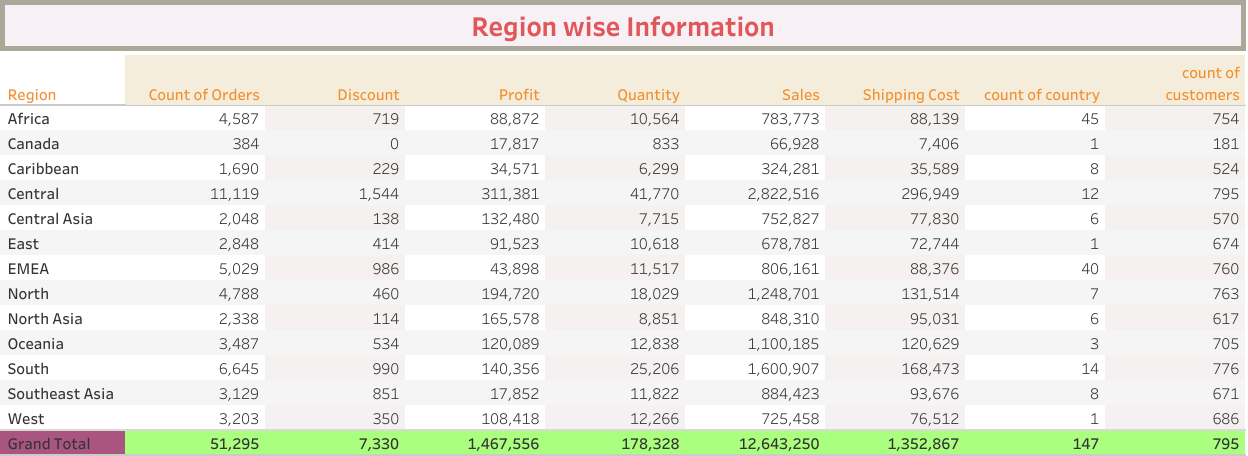 Region wise Information
count of
Region Count of Orders Discount Profit Quantity Sales Shipping Cost count of country customers
Africa 4,587 719 88,872 10,564 783,773 88,139 45 754
Canada 384 0 17,817 833 66,928 7,406 1 181
Caribbean 1,690 229 34,571 6,299 324,281 35,589 8 524
Central 11,119 1,544 311,381 41,770 2,822,516 296,949 12 795
Central Asia 2,048 138 132,480 7,715 752,827 77,830 6 570
East 2,848 414 91,523 10,618 678,781 72,744 1 674
EMEA 5,029 986 43,898 11,517 806,161 88,376 40 760
North 4,788 460 194,720 18,029 1,248,701 131,514 7 763
North Asia 2,338 114 165,578 8,851 848,310 95,031 6 617
Oceania 3,487 534 120,089 12,838 1,100,185 120,629 3 705
South 6,645 990 140,356 25,206 1,600,907 168,473 14 776
Southeast Asia 3,129 851 17,852 11,822 884,423 93,676 8 671
West 3,203 350 108,418 12,266 725,458 76,512 1 686
Grand Total 51,295 7,330 1,467,556 178,328 12,643,250 1,352,867 147 795